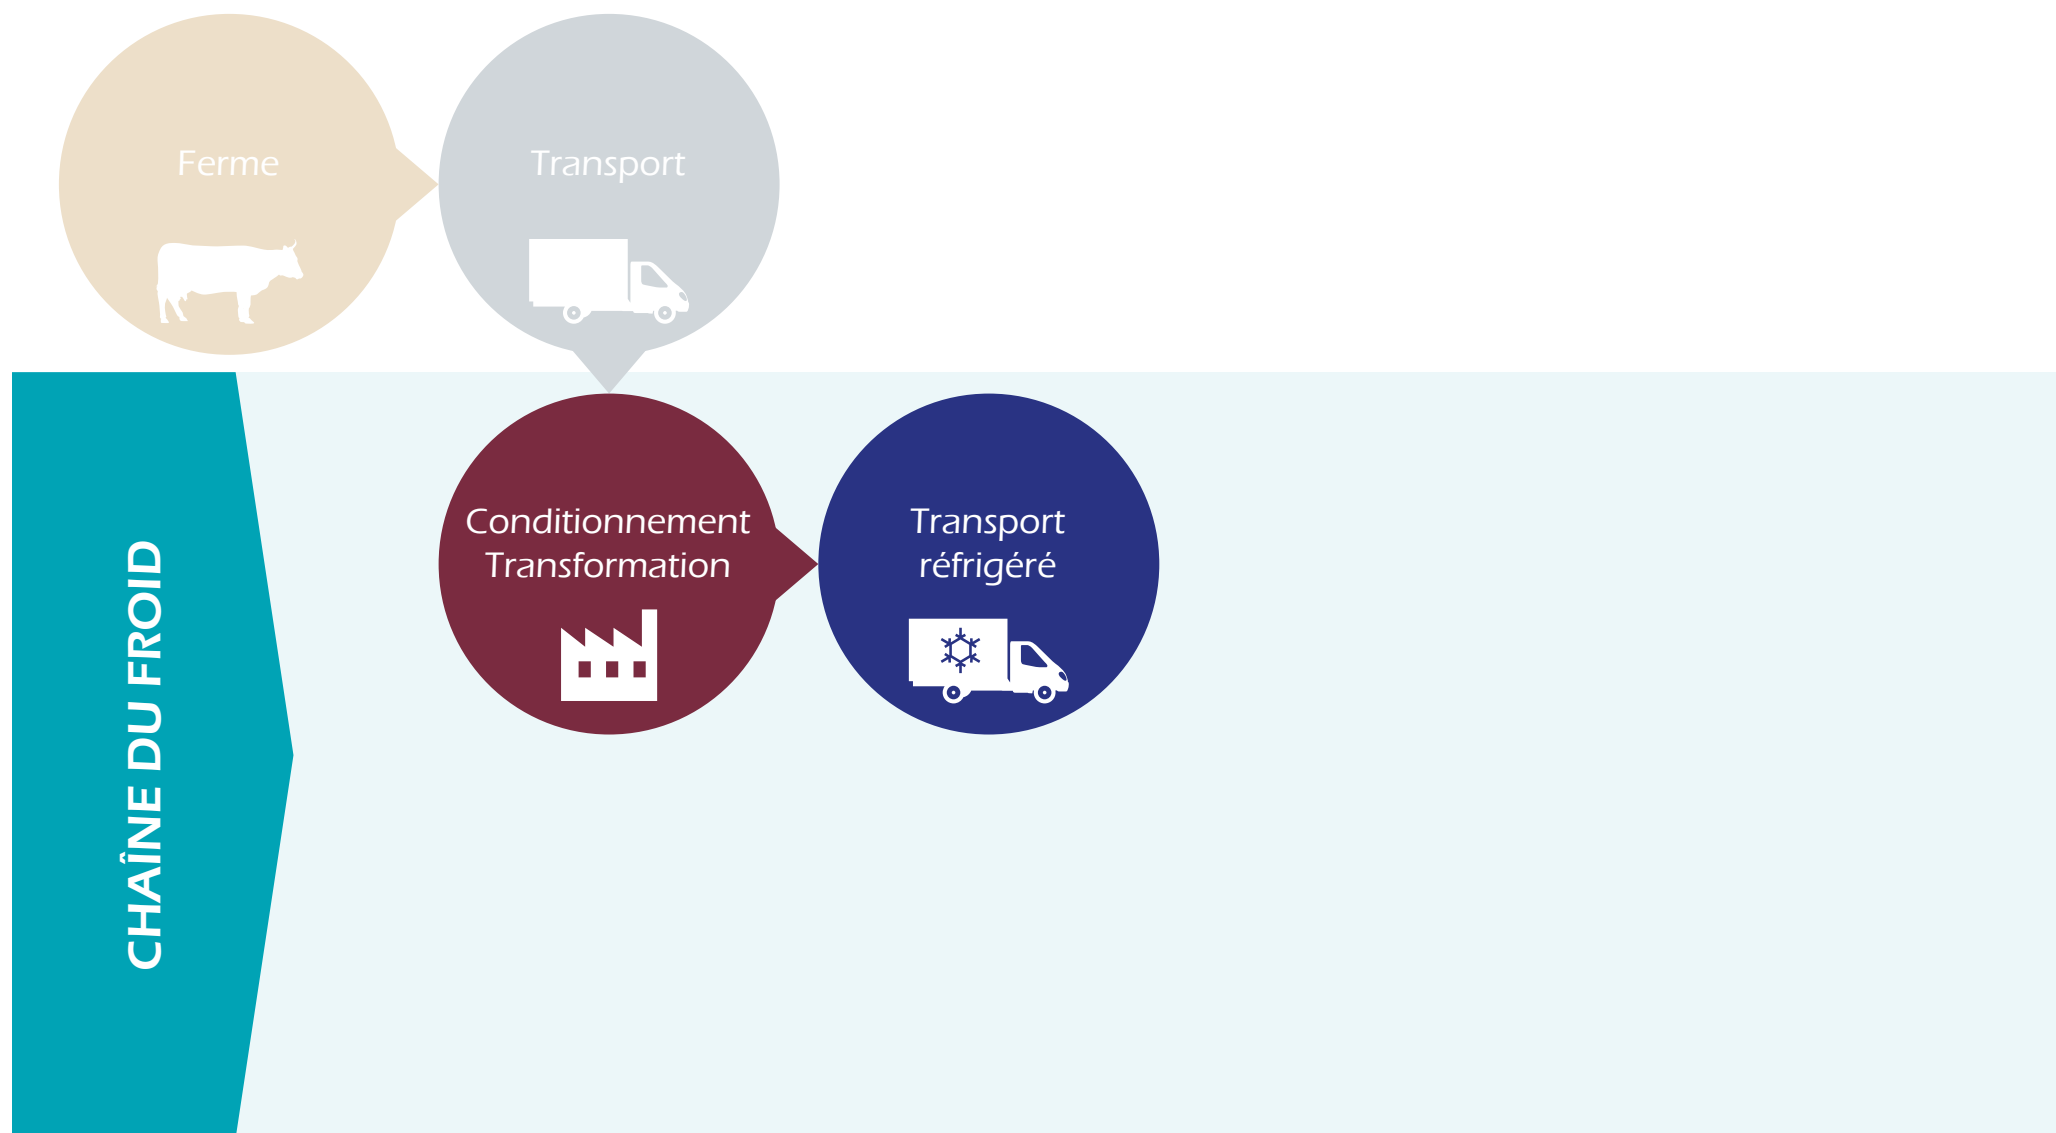 Ferme
Transport
CHAÎNE DU FROID
Conditionnement
Transformation
Transport
réfrigéré